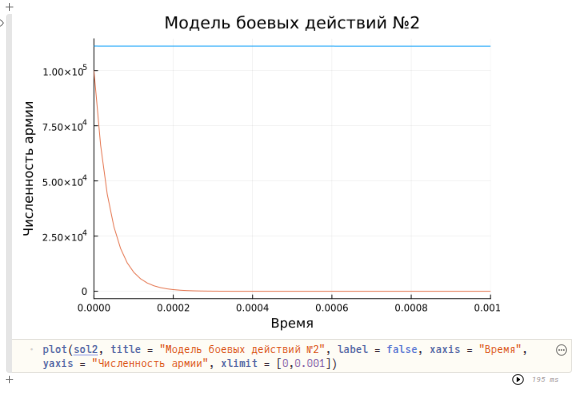 Модель боевых действий №2
Численность армии
1.00×10⁵
7.50×10⁴
5.00×10⁴
2.50×10⁴
0
0.0000 0.0002 0.0004 0.0006 0.0008 0.001
Время
plot(sol2, title = "Модель боевых действий №2", label = false, xaxis = "Время",
yaxis = "Численность армии", xlimit = [0,0.001])
195 ms